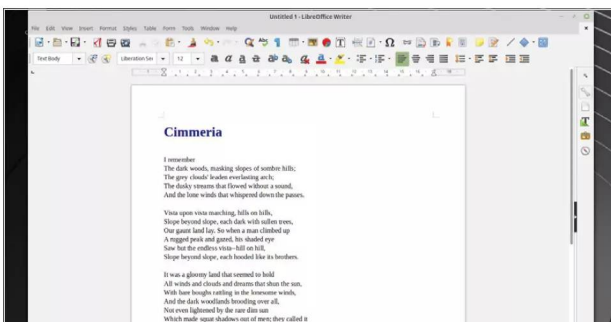 Untitled 1 - LibreOffice Writer
File Edit View Insert Format Styles Table Form Tools Window Help
Text Body Liberation Ser 12
Cimmeria
I remember
The dark woods, masking slopes of sombre hills;
The grey clouds' leaden everlasting arch;
The dusky streams that flowed without a sound,
And the lone winds that whispered down the passes.
Vista upon vista marching, hills on hills,
Slope beyond slope, each dark with sullen trees,
Our gaunt land lay. So when a man climbed up
A rugged peak and gazed, his shaded eye
Saw but the endless vista--hill on hill,
Slope beyond slope, each hooded like its brothers.
It was a gloomy land that seemed to hold
All winds and clouds and dreams that shun the sun,
With bare boughs rattling in the lonesome winds,
And the dark woodlands brooding over all,
Not even lightened by the rare dim sun
Which made squat shadows out of men; they called it